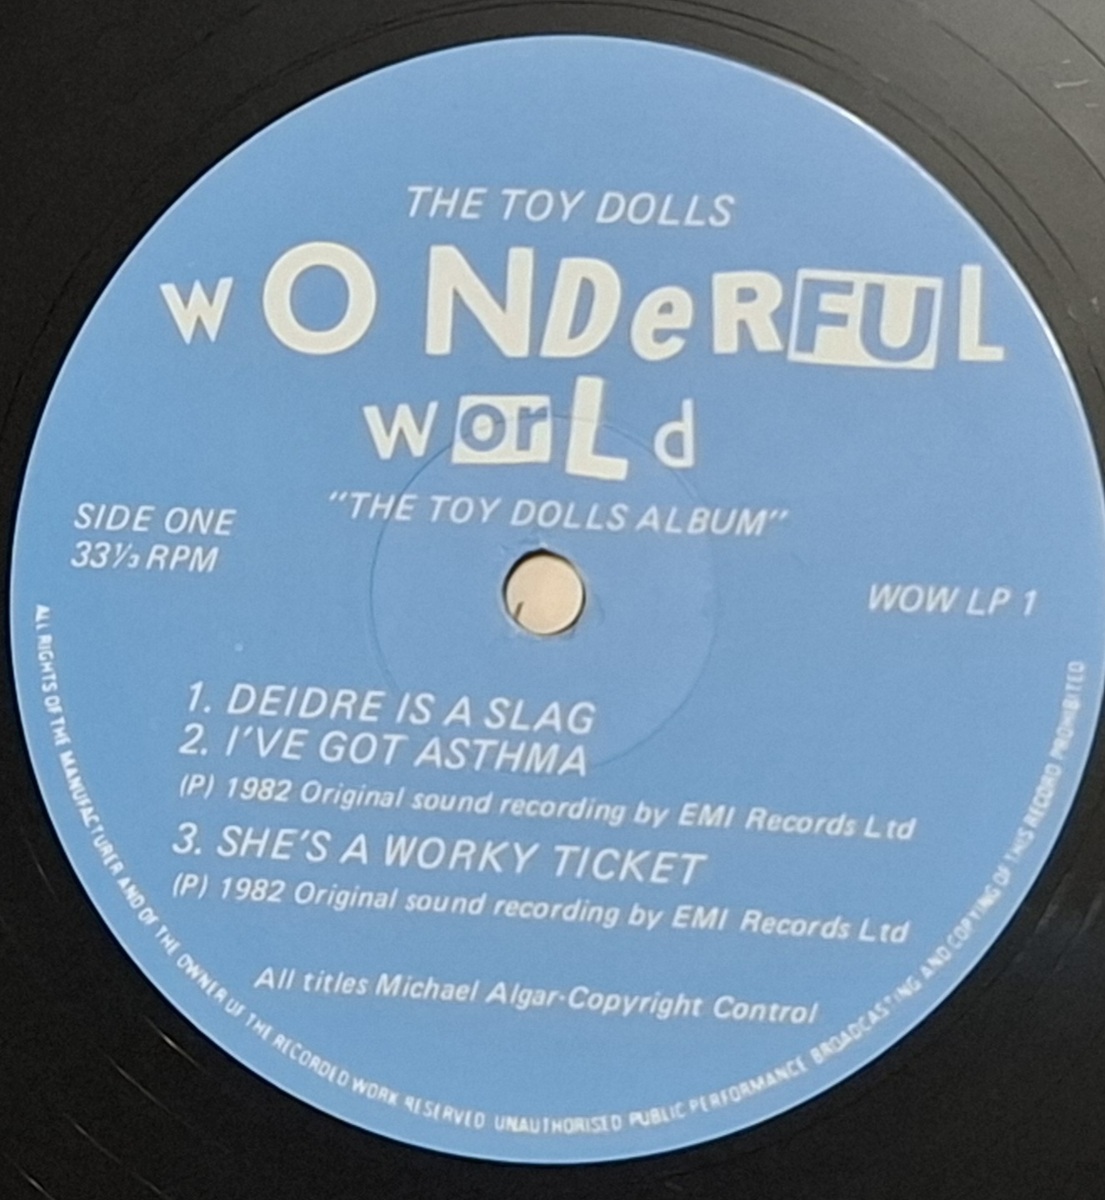 THE TOY DOLLS
wONDeRFUL
worLd
"THE TOY DOLLS ALBUM"
SIDE ONE
33⅓ RPM
WOW LP 1
1. DEIDRE IS A SLAG
2. I'VE GOT ASTHMA
(P) 1982 Original sound recording by EMI Records Ltd
3. SHE'S A WORKY TICKET
(P) 1982 Original sound recording by EMI Records Ltd
All titles Michael Algar-Copyright Control
ALL RIGHTS OF THE MANUFACTURER AND OF THE OWNER OF THE RECORDED WORK RESERVED UNAUTHORISED PUBLIC PERFORMANCE BROADCASTING AND COPYING OF THIS RECORD PROHIBITED